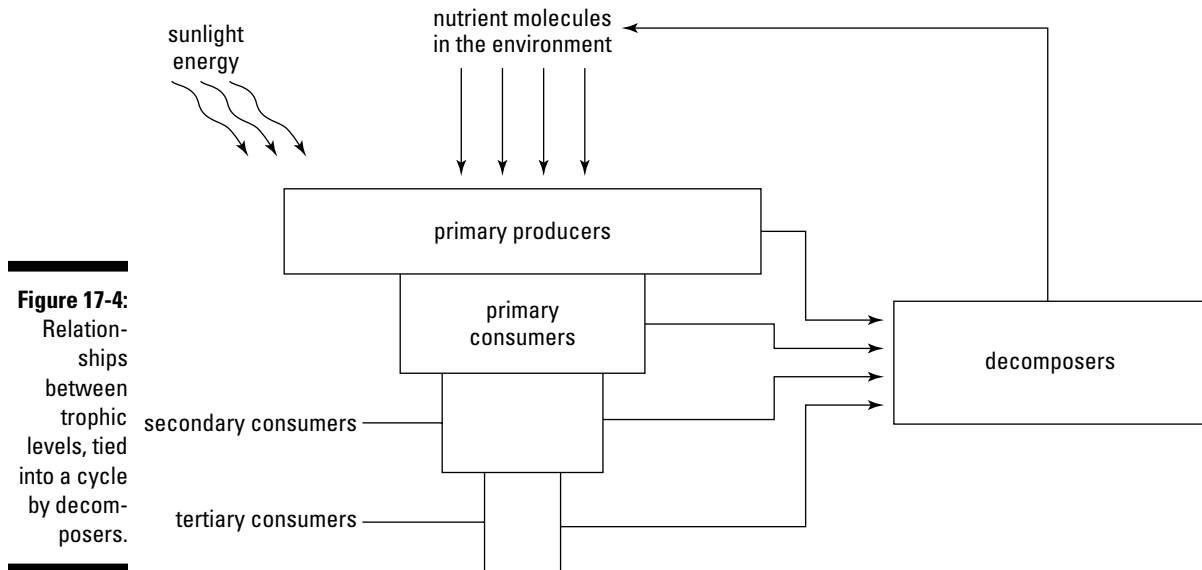 sunlight
energy
nutrient molecules
in the environment
primary producers
primary
consumers
decomposers
secondary consumers
tertiary consumers
Figure 17-4:
Relation-
ships
between
trophic
levels, tied
into a cycle
by decom-
posers.